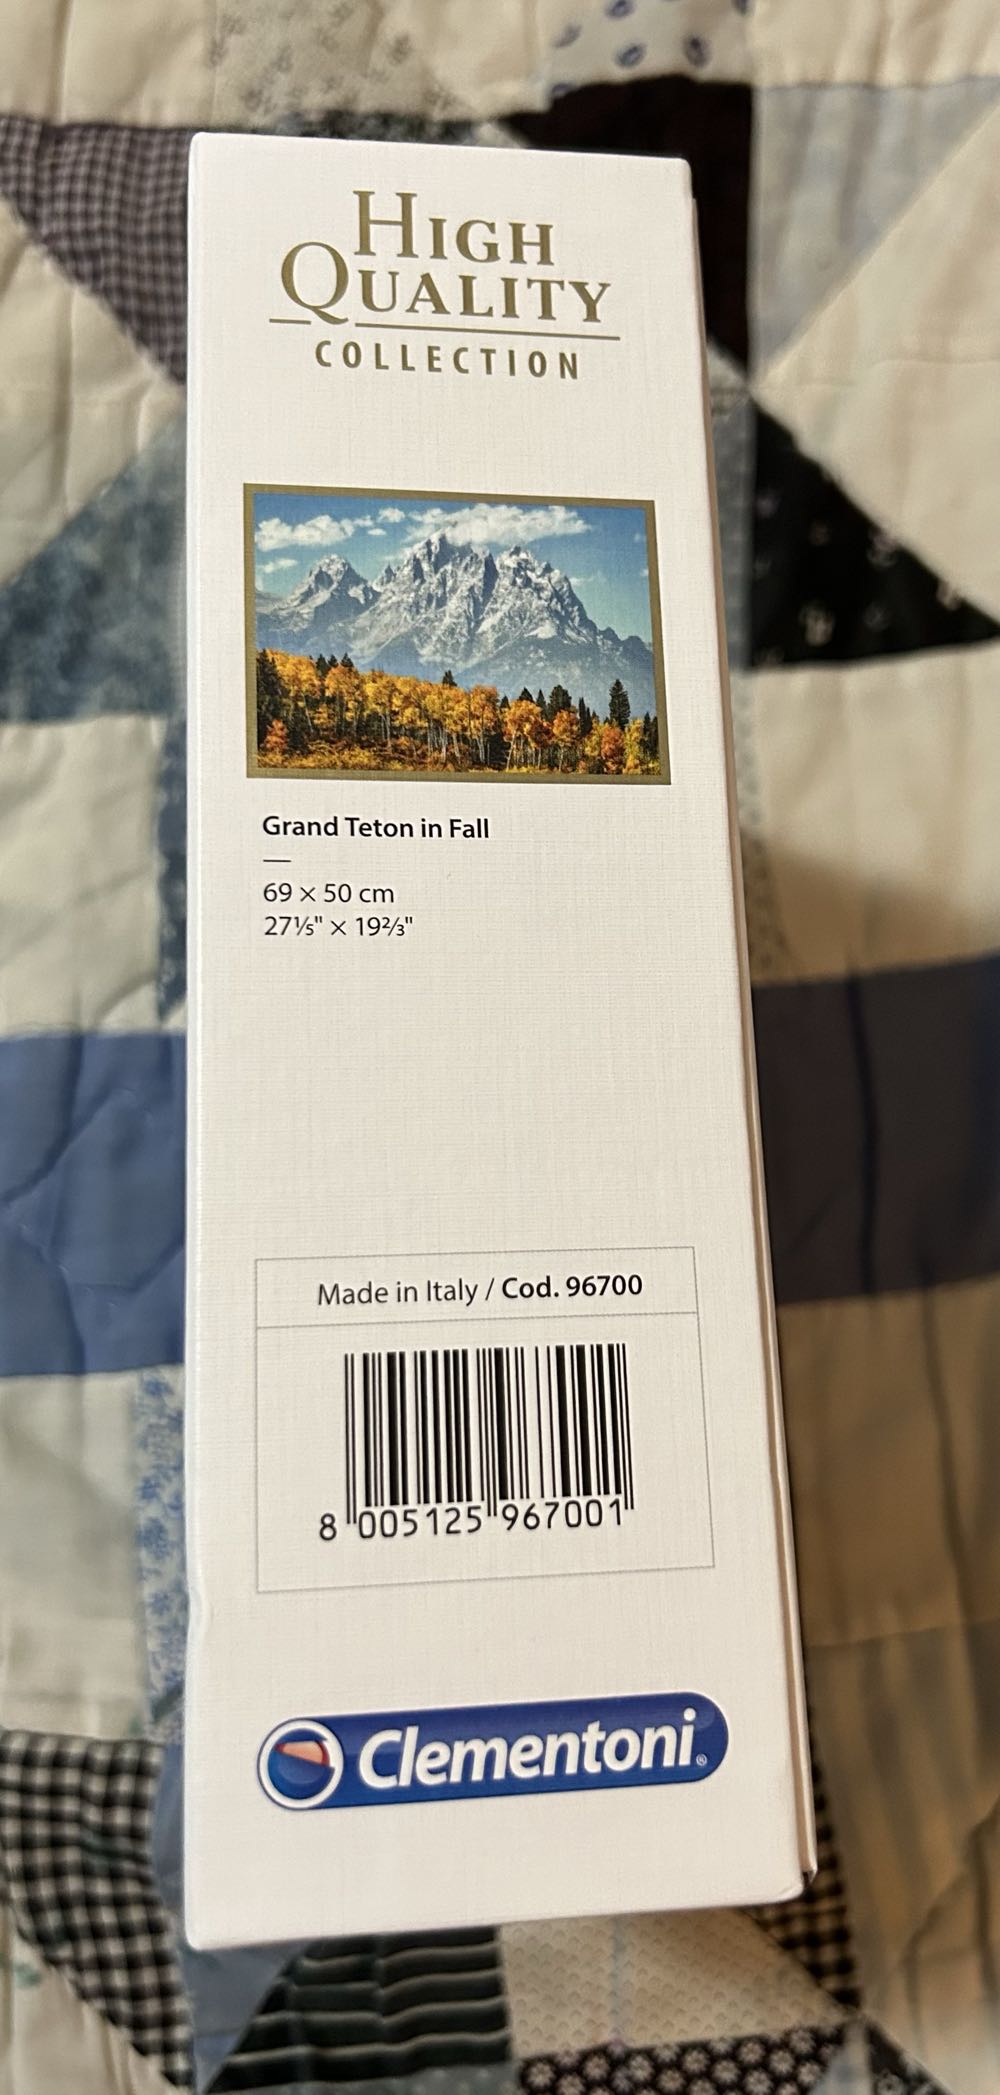 HIGH
QUALITY
COLLECTION
Grand Teton in Fall
69 × 50 cm
27⅕" × 19⅔"
Made in Italy / Cod. 96700
8 005125 967001
Clementoni®